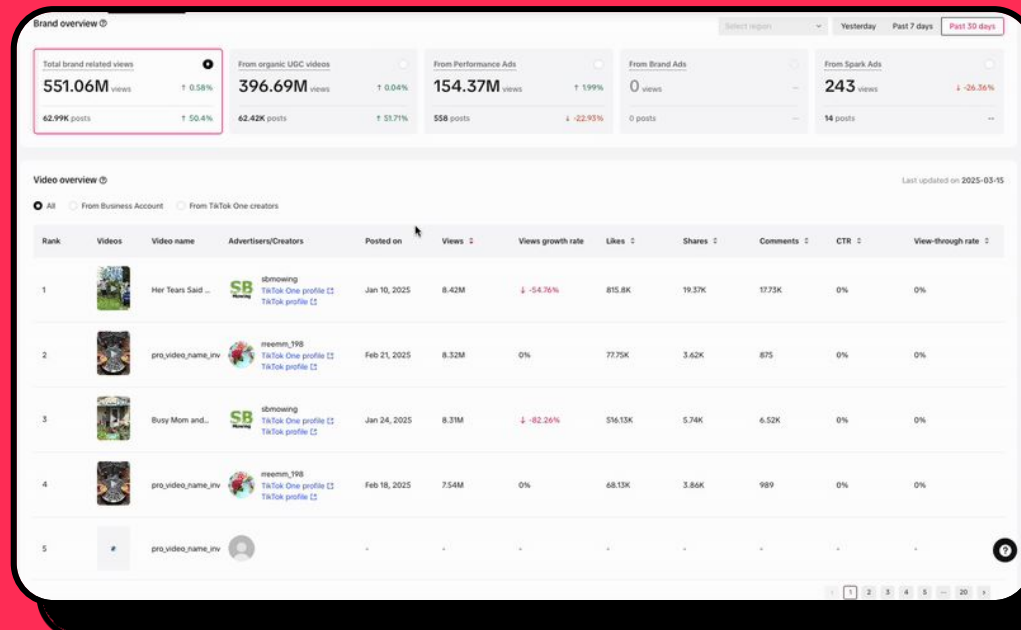 Brand overview
Select region
Yesterday
Past 7 days
Past 30 days
Total brand related views
551.06M views ↑ 0.58%
62.99K posts ↑ 50.4%
From organic UGC videos
396.69M views ↑ 0.04%
62.42K posts ↑ 51.71%
From Performance Ads
154.37M views ↑ 1.99%
558 posts ↓ -22.93%
From Brand Ads
0 views --
0 posts --
From Spark Ads
243 views ↓ -26.36%
14 posts --
Video overview
Last updated on 2025-03-15
All From Business Account From TikTok One creators
Rank Videos Video name Advertisers/Creators Posted on Views Views growth rate Likes Shares Comments CTR View-through rate
sbmowing
1 Her Tears Said ... SB Mowing TikTok One profile Jan 10, 2025 8.42M ↓ -54.76% 815.8K 19.37K 17.73K 0% 0%
TikTok profile
rreemm_198
2 pro_video_name_inv TikTok One profile Feb 21, 2025 8.32M 0% 77.75K 3.62K 875 0% 0%
TikTok profile
sbmowing
3 Busy Mom and... SB Mowing TikTok One profile Jan 24, 2025 8.31M ↓ -82.26% 516.13K 5.74K 6.52K 0% 0%
TikTok profile
rreemm_198
4 pro_video_name_inv TikTok One profile Feb 18, 2025 7.54M 0% 68.13K 3.86K 989 0% 0%
TikTok profile
5 pro_video_name_inv - - - - - - - -
1 2 3 4 5 ... 20